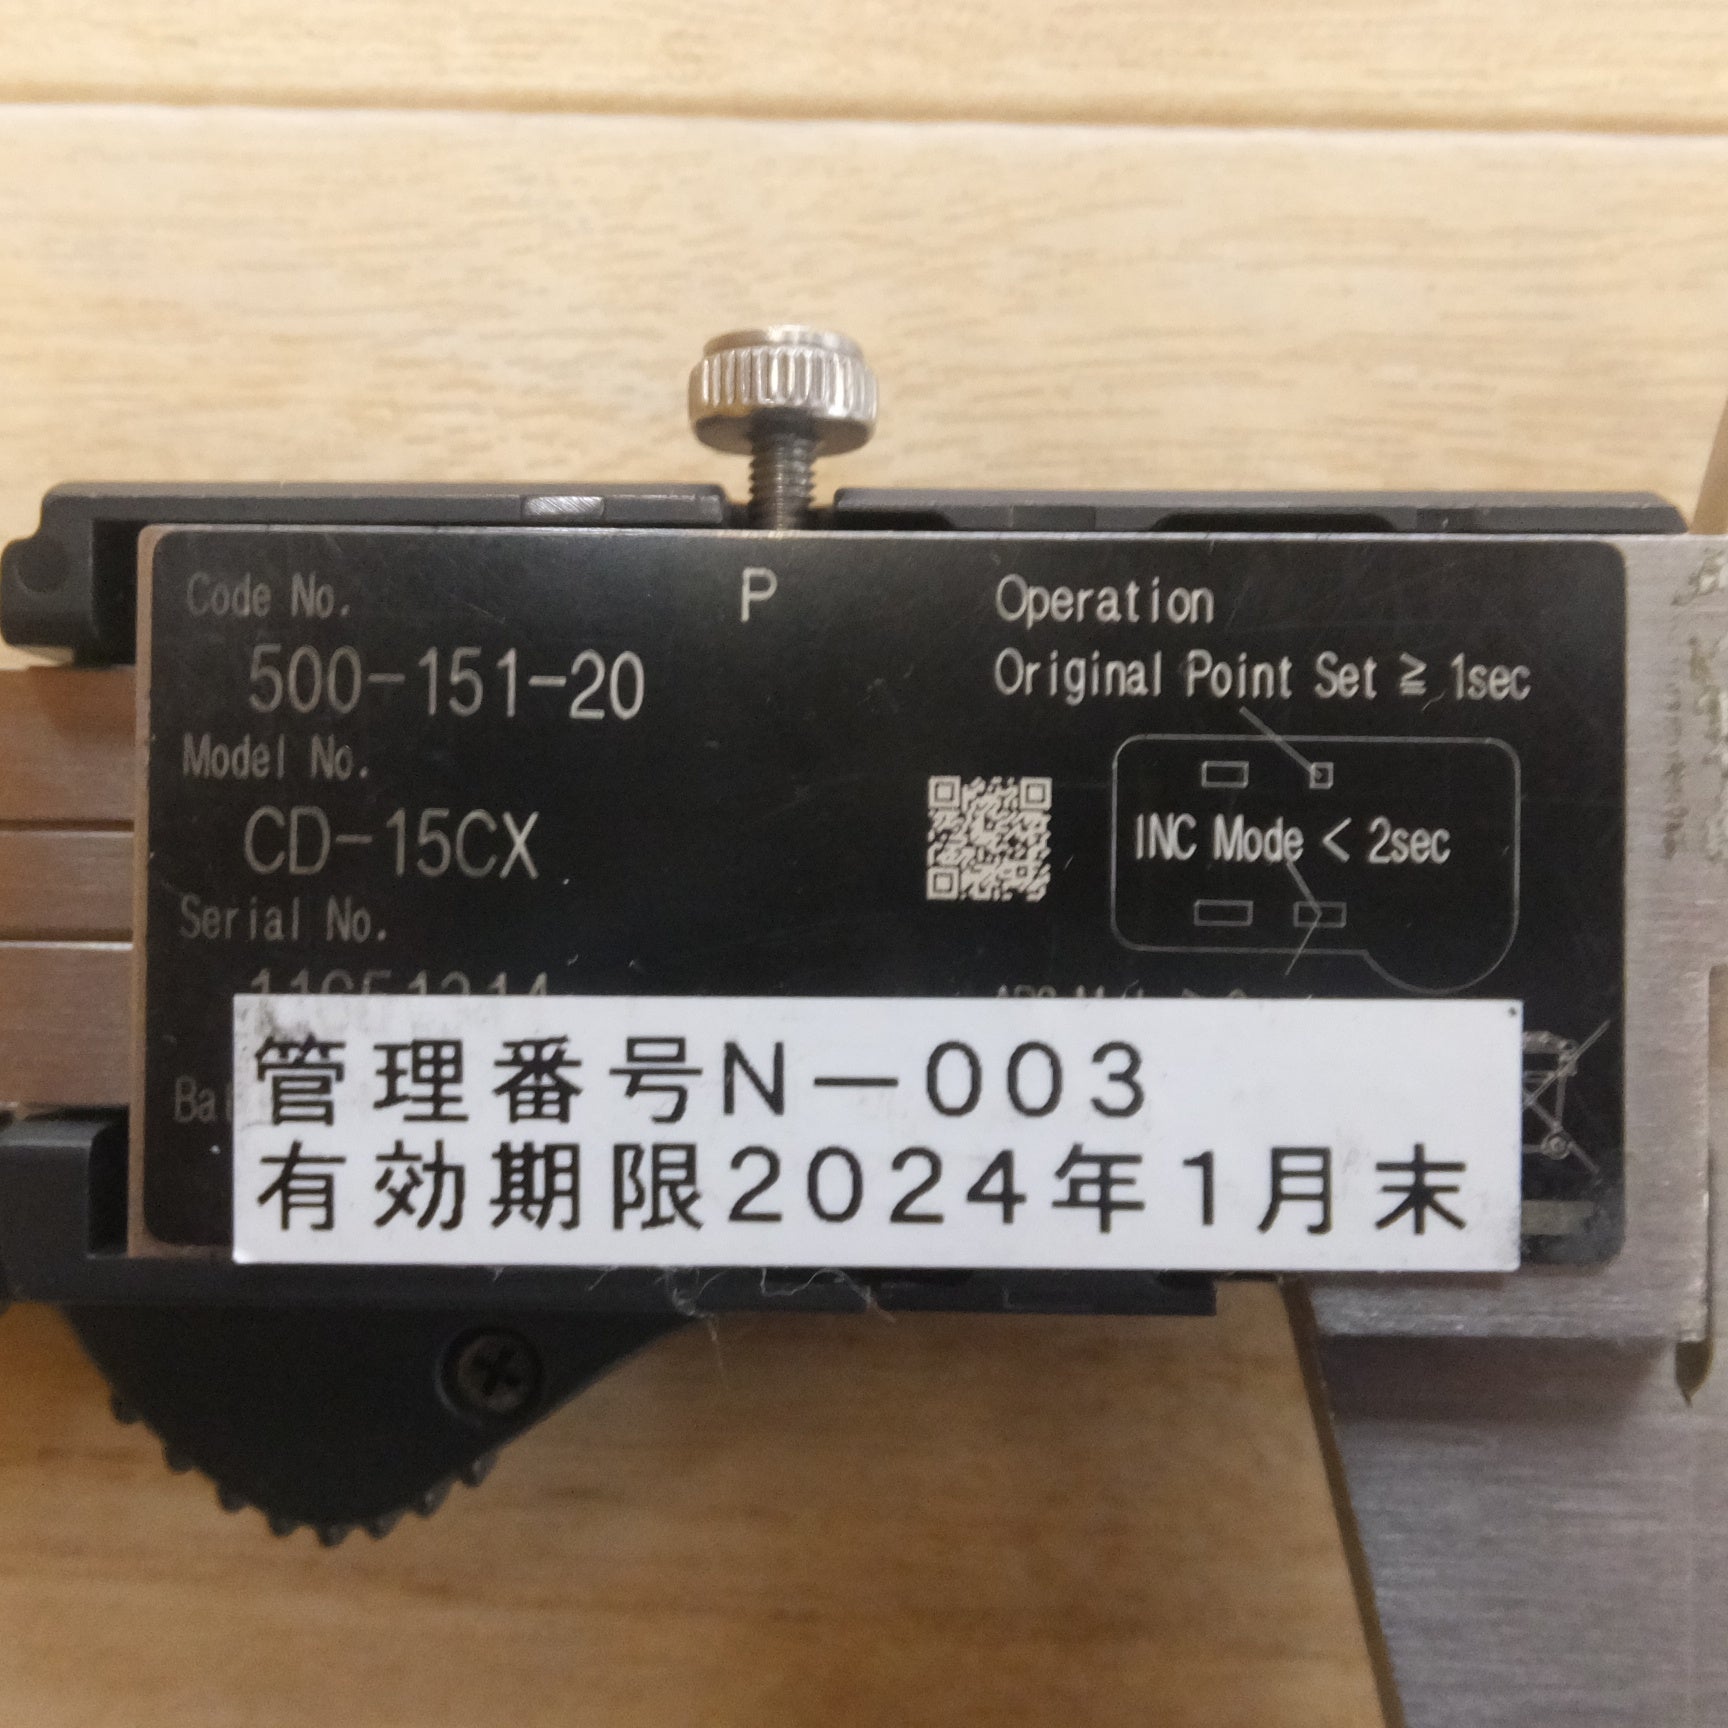 Code No.
500-151-20
Model No.
CD-15CX
Serial No.
P
Operation
Original Point Set ≧ 1sec
INC Mode < 2sec
管理番号N−003
有効期限2024年1月末